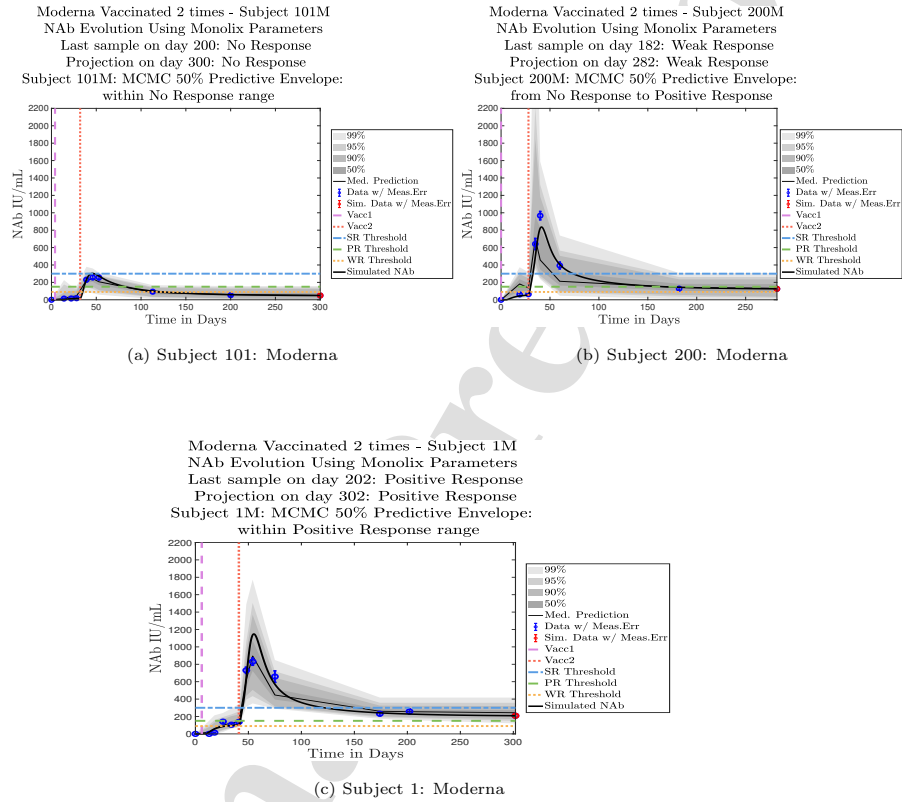 Moderna Vaccinated 2 times - Subject 101M
NAb Evolution Using Monolix Parameters
Last sample on day 200: No Response
Projection on day 300: No Response
Subject 101M: MCMC 50% Predictive Envelope:
within No Response range
2200
2000
1800
1600
1400
1200
1000
800
600
400
200
0
NAb IU/mL
0 50 100 150 200 250 300
Time in Days
99%
95%
90%
50%
Med. Prediction
Data w/ Meas.Err
Sim. Data w/ Meas.Err
Vacc1
Vacc2
SR Threshold
PR Threshold
WR Threshold
Simulated NAb
(a) Subject 101: Moderna
Moderna Vaccinated 2 times - Subject 200M
NAb Evolution Using Monolix Parameters
Last sample on day 182: Weak Response
Projection on day 282: Weak Response
Subject 200M: MCMC 50% Predictive Envelope:
from No Response to Positive Response
2200
2000
1800
1600
1400
1200
1000
800
600
400
200
0
NAb IU/mL
0 50 100 150 200 250
Time in Days
99%
95%
90%
50%
Med. Prediction
Data w/ Meas.Err
Sim. Data w/ Meas.Err
Vacc1
Vacc2
SR Threshold
PR Threshold
WR Threshold
Simulated NAb
(b) Subject 200: Moderna
Moderna Vaccinated 2 times - Subject 1M
NAb Evolution Using Monolix Parameters
Last sample on day 202: Positive Response
Projection on day 302: Positive Response
Subject 1M: MCMC 50% Predictive Envelope:
within Positive Response range
2200
2000
1800
1600
1400
1200
1000
800
600
400
200
0
NAb IU/mL
0 50 100 150 200 250 300
Time in Days
99%
95%
90%
50%
Med. Prediction
Data w/ Meas.Err
Sim. Data w/ Meas.Err
Vacc1
Vacc2
SR Threshold
PR Threshold
WR Threshold
Simulated NAb
(c) Subject 1: Moderna